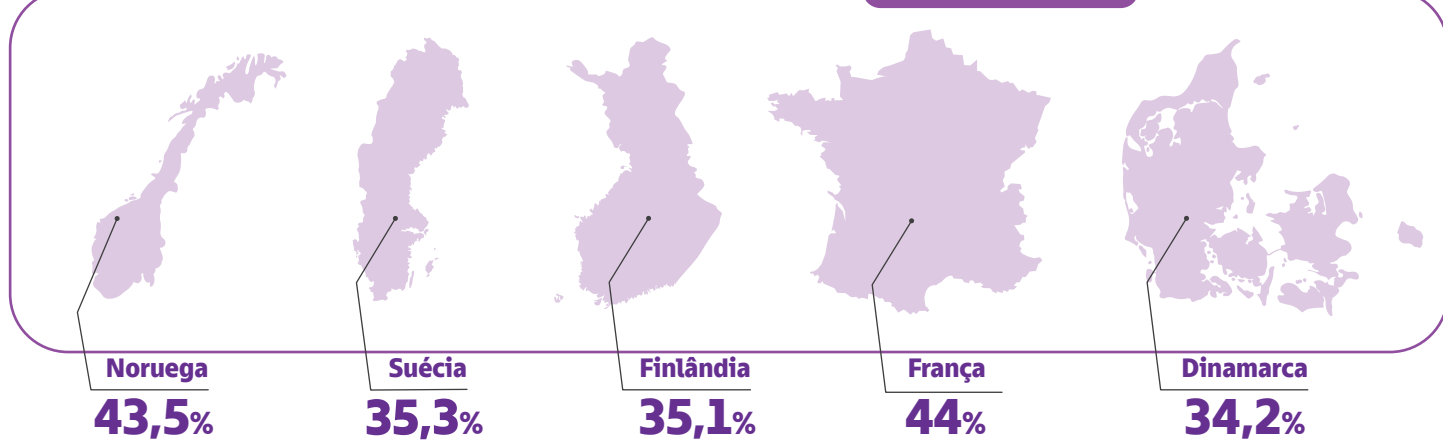 Noruega
43,5%
Suécia
35,3%
Finlândia
35,1%
França
44%
Dinamarca
34,2%